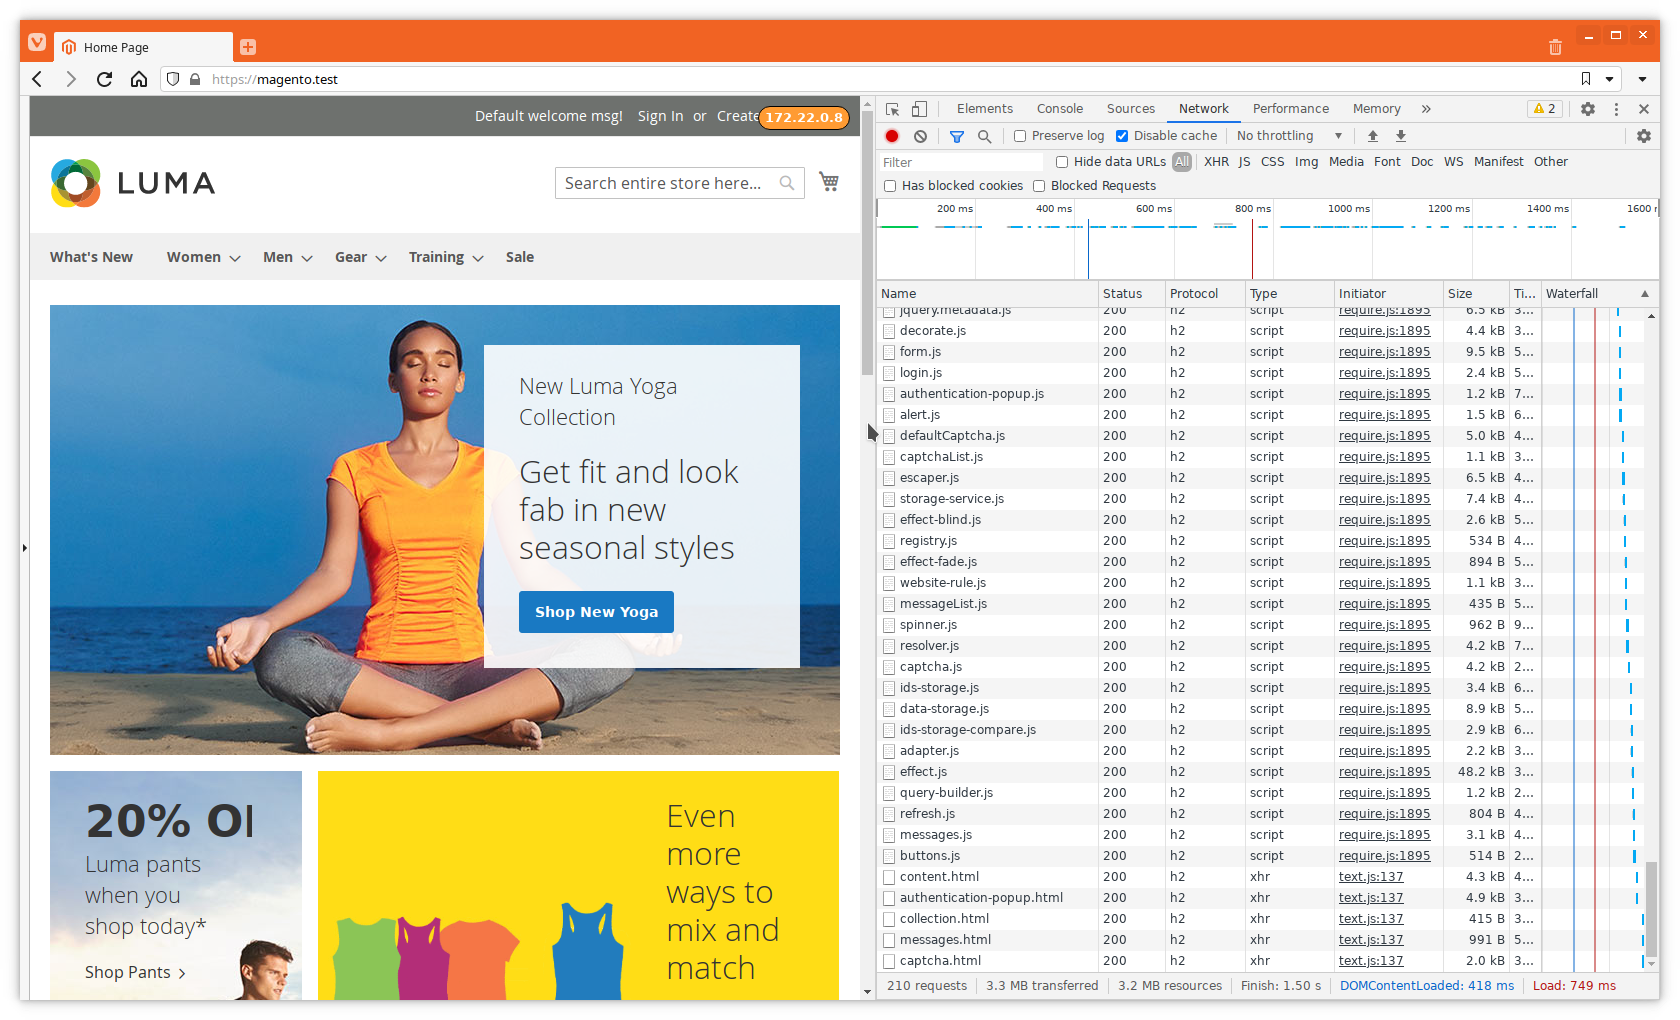 Home Page
https://magento.test
Default welcome msg! Sign In or Create
172.22.0.8
LUMA
Search entire store here...
What's New Women Men Gear Training Sale
New Luma Yoga
Collection
Get fit and look
fab in new
seasonal styles
Shop New Yoga
20% O
Luma pants
when you
shop today*
Shop Pants
Even
more
ways to
mix and
match
Elements Console Sources Network Performance Memory » 2
Preserve log Disable cache No throttling
Filter Hide data URLs All XHR JS CSS Img Media Font Doc WS Manifest Other
Has blocked cookies Blocked Requests
200 ms 400 ms 600 ms 800 ms 1000 ms 1200 ms 1400 ms 1600
Name Status Protocol Type Initiator Size Ti... Waterfall
jquery.metadata.js 200 h2 script require.js:1895 6.5 kB 3...
decorate.js 200 h2 script require.js:1895 4.4 kB 3...
form.js 200 h2 script require.js:1895 9.5 kB 5...
login.js 200 h2 script require.js:1895 2.4 kB 5...
authentication-popup.js 200 h2 script require.js:1895 1.2 kB 7...
alert.js 200 h2 script require.js:1895 1.5 kB 6...
defaultCaptcha.js 200 h2 script require.js:1895 5.0 kB 4...
captchaList.js 200 h2 script require.js:1895 1.1 kB 3...
escaper.js 200 h2 script require.js:1895 6.5 kB 4...
storage-service.js 200 h2 script require.js:1895 7.4 kB 4...
effect-blind.js 200 h2 script require.js:1895 2.6 kB 5...
registry.js 200 h2 script require.js:1895 534 B 4...
effect-fade.js 200 h2 script require.js:1895 894 B 5...
website-rule.js 200 h2 script require.js:1895 1.1 kB 3...
messageList.js 200 h2 script require.js:1895 435 B 5...
spinner.js 200 h2 script require.js:1895 962 B 9...
resolver.js 200 h2 script require.js:1895 4.2 kB 7...
captcha.js 200 h2 script require.js:1895 4.2 kB 2...
ids-storage.js 200 h2 script require.js:1895 3.4 kB 6...
data-storage.js 200 h2 script require.js:1895 8.9 kB 5...
ids-storage-compare.js 200 h2 script require.js:1895 2.9 kB 6...
adapter.js 200 h2 script require.js:1895 2.2 kB 3...
effect.js 200 h2 script require.js:1895 48.2 kB 3...
query-builder.js 200 h2 script require.js:1895 1.2 kB 2...
refresh.js 200 h2 script require.js:1895 804 B 4...
messages.js 200 h2 script require.js:1895 3.1 kB 4...
buttons.js 200 h2 script require.js:1895 514 B 2...
content.html 200 h2 xhr text.js:137 4.3 kB 4...
authentication-popup.html 200 h2 xhr text.js:137 4.9 kB 3...
collection.html 200 h2 xhr text.js:137 415 B 3...
messages.html 200 h2 xhr text.js:137 991 B 5...
captcha.html 200 h2 xhr text.js:137 2.0 kB 3...
210 requests 3.3 MB transferred 3.2 MB resources Finish: 1.50 s DOMContentLoaded: 418 ms Load: 749 ms